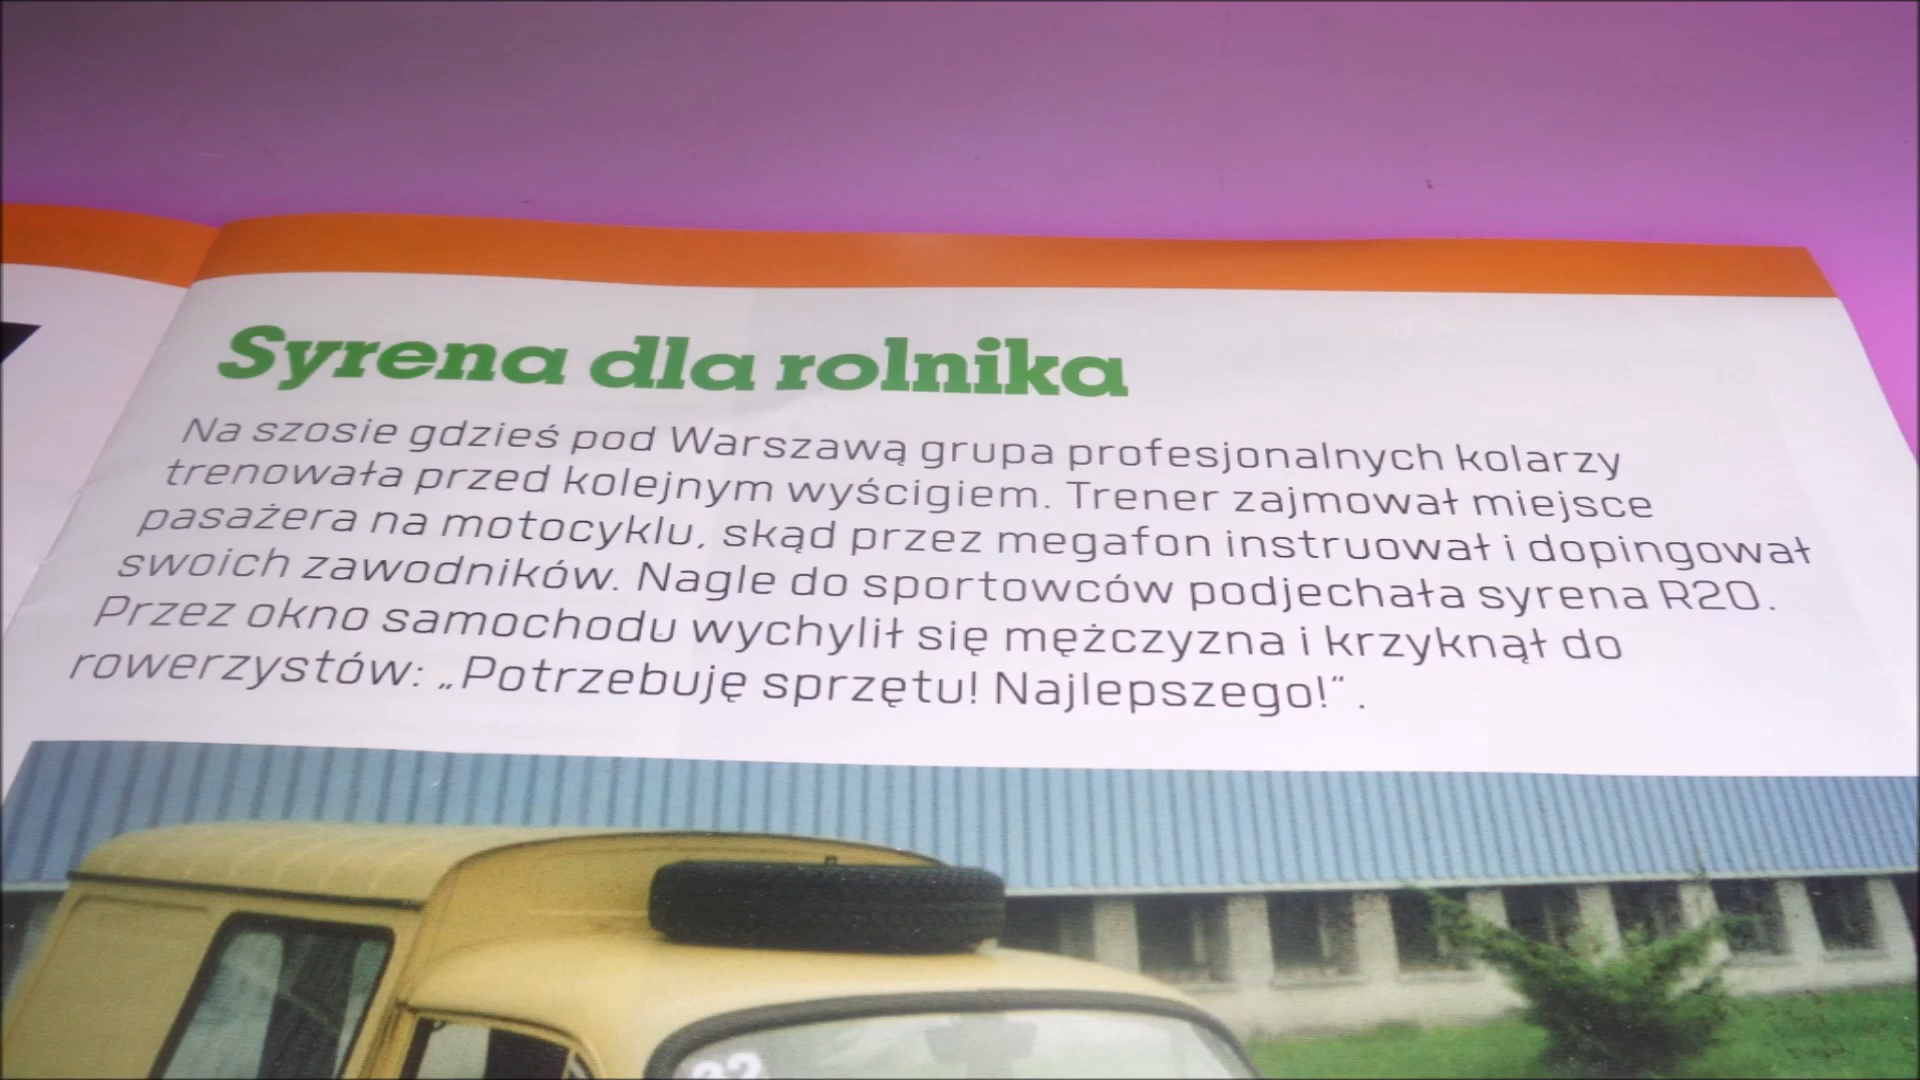 Syrena dla rolnika
Na szosie gdzieś pod Warszawą grupa profesjonalnych kolarzy
trenowała przed kolejnym wyścigiem. Trener zajmował miejsce
pasażera na motocyklu, skąd przez megafon instruował i dopingował
swoich zawodników. Nagle do sportowców podjechała syrena R20.
Przez okno samochodu wychylił się mężczyzna i krzyknął do
rowerzystów: „Potrzebuję sprzętu! Najlepszego!” .